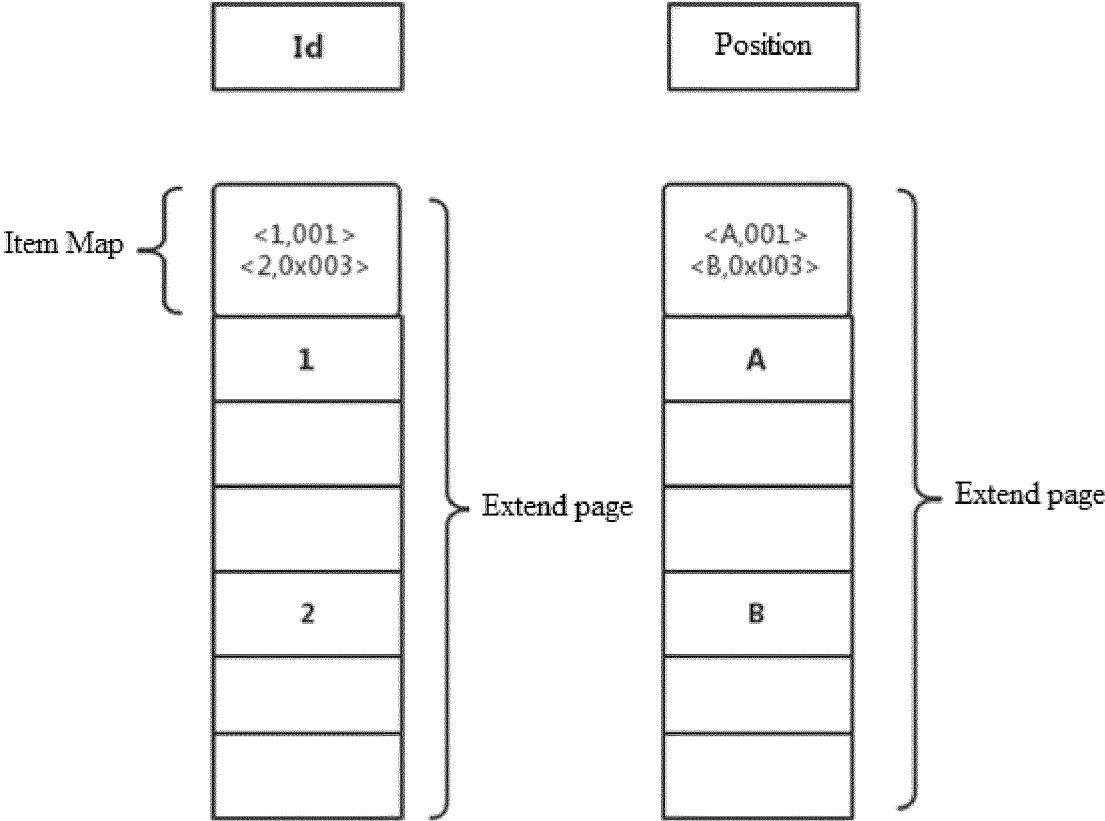 Id
Position
Item Map
<1,001>
<2,0x003>
<A,001>
<B,0x003>
1
A
Extend page
Extend page
2
B